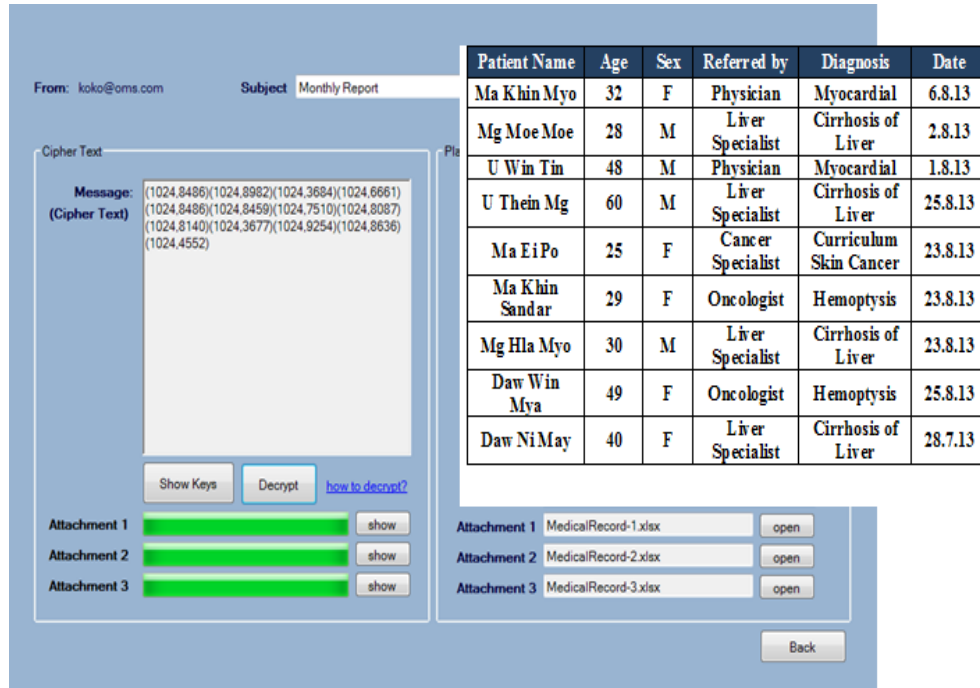 From: koko@oms.com Subject Monthly Report
Cipher Text
Message:
(Cipher Text)
(1024,8486)(1024,8982)(1024,3684)(1024,6661)
(1024,8486)(1024,8459)(1024,7510)(1024,8087)
(1024,8140)(1024,3677)(1024,9254)(1024,8636)
(1024,4552)
Show Keys Decrypt how to decrypt?
Attachment 1 show
Attachment 2 show
Attachment 3 show
Pla
Patient Name Age Sex Referred by Diagnosis Date
Ma Khin Myo 32 F Physician Myocardial 6.8.13
Mg Moe Moe 28 M Liver Specialist Cirrhosis of Liver 2.8.13
U Win Tin 48 M Physician Myocardial 1.8.13
U Thein Mg 60 M Liver Specialist Cirrhosis of Liver 25.8.13
Ma Ei Po 25 F Cancer Specialist Curriculum Skin Cancer 23.8.13
Ma Khin Sandar 29 F Oncologist Hemoptysis 23.8.13
Mg Hla Myo 30 M Liver Specialist Cirrhosis of Liver 23.8.13
Daw Win Mya 49 F Oncologist Hemoptysis 25.8.13
Daw Ni May 40 F Liver Specialist Cirrhosis of Liver 28.7.13
Attachment 1 MedicalRecord-1.xlsx open
Attachment 2 MedicalRecord-2.xlsx open
Attachment 3 MedicalRecord-3.xlsx open
Back